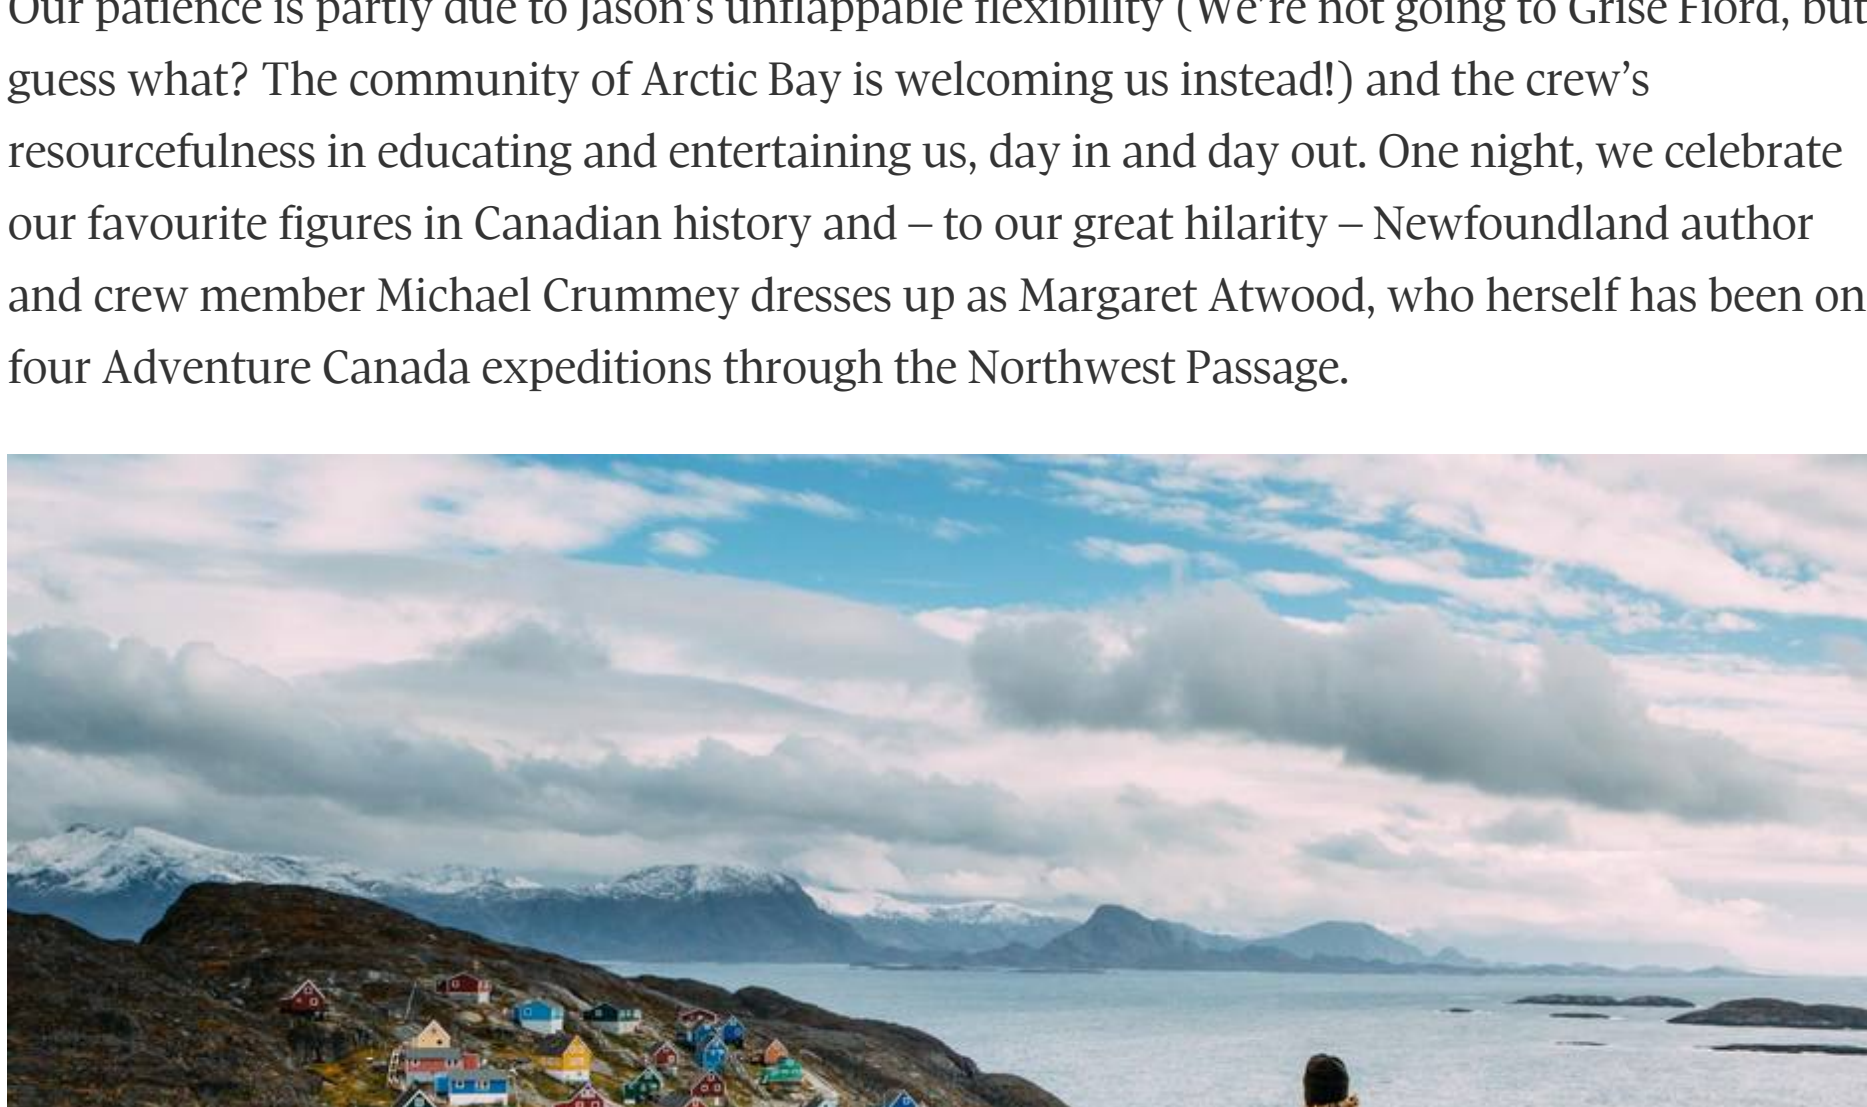 Our patience is partly due to Jason’s unflappable flexibility (We’re not going to Grise Fiord, but
guess what? The community of Arctic Bay is welcoming us instead!) and the crew’s
resourcefulness in educating and entertaining us, day in and day out. One night, we celebrate
our favourite figures in Canadian history and – to our great hilarity – Newfoundland author
and crew member Michael Crummey dresses up as Margaret Atwood, who herself has been on
four Adventure Canada expeditions through the Northwest Passage.